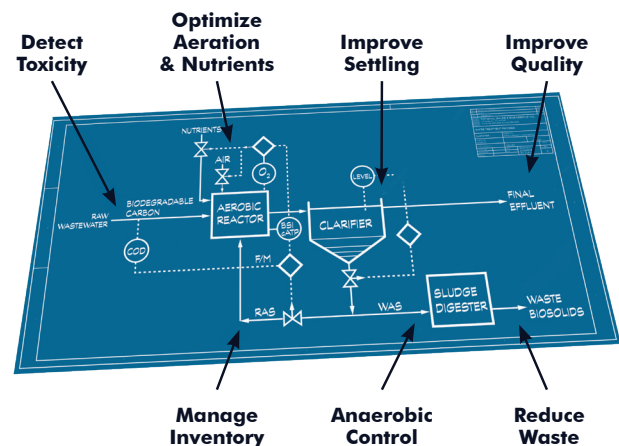 Detect
Toxicity
Optimize
Aeration
& Nutrients
Improve
Settling
Improve
Quality
NUTRIENTS
AIR
O₂
LEVEL
BIODEGRADABLE
CARBON
RAW
WASTEWATER
AEROBIC
REACTOR
BSI
cATP
CLARIFIER
FINAL
EFFLUENT
COD
F/M
RAS
WAS
SLUDGE
DIGESTER
WASTE
BIOSOLIDS
Manage
Inventory
Anaerobic
Control
Reduce
Waste